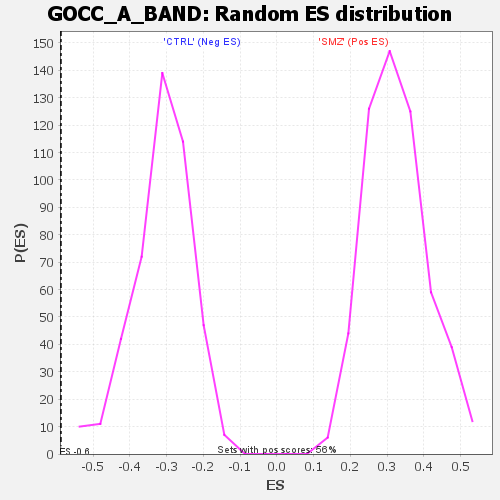 GOCC_A_BAND: Random ES distribution
'CTRL' (Neg ES) 'SMZ' (Pos ES)
150
140
130
120
110
100
90
80
70
60
50
40
30
20
10
0
P(ES)
ES -0.6
Sets with pos scores: 56%
-0.5 -0.4 -0.3 -0.2 -0.1 0.0 0.1 0.2 0.3 0.4 0.5
ES